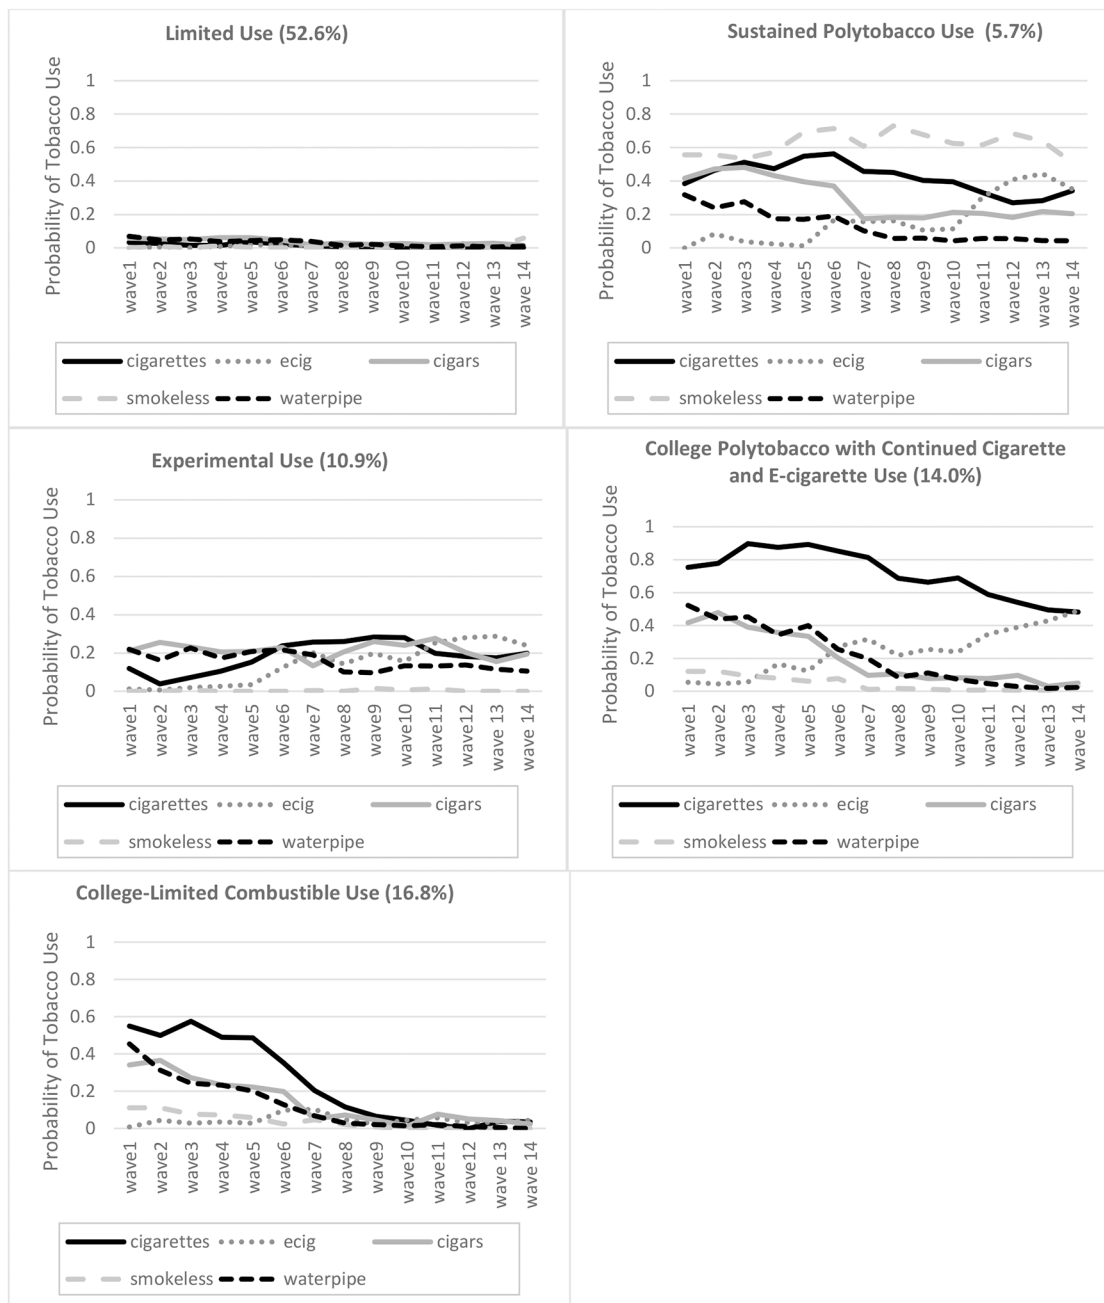 Limited Use (52.6%)
Probability of Tobacco Use
1
0.8
0.6
0.4
0.2
0
wave1
wave2
wave3
wave4
wave5
wave6
wave7
wave8
wave9
wave10
wave11
wave12
wave 13
wave 14
cigarettes ecig cigars
smokeless waterpipe
Sustained Polytobacco Use (5.7%)
Probability of Tobacco Use
1
0.8
0.6
0.4
0.2
0
wave1
wave2
wave3
wave4
wave5
wave6
wave7
wave8
wave9
wave10
wave11
wave12
wave 13
wave 14
cigarettes ecig cigars
smokeless waterpipe
Experimental Use (10.9%)
Probability of Tobacco Use
1
0.8
0.6
0.4
0.2
0
wave1
wave2
wave3
wave4
wave5
wave6
wave7
wave8
wave9
wave10
wave11
wave12
wave 13
wave 14
cigarettes ecig cigars
smokeless waterpipe
College Polytobacco with Continued Cigarette
and E-cigarette Use (14.0%)
Probability of Tobacco Use
1
0.8
0.6
0.4
0.2
0
wave1
wave2
wave3
wave4
wave5
wave6
wave7
wave8
wave9
wave10
wave11
wave12
wave 13
wave 14
cigarettes ecig cigars
smokeless waterpipe
College-Limited Combustible Use (16.8%)
Probability of Tobacco Use
1
0.8
0.6
0.4
0.2
0
wave1
wave2
wave3
wave4
wave5
wave6
wave7
wave8
wave9
wave10
wave11
wave12
wave 13
wave 14
cigarettes ecig cigars
smokeless waterpipe